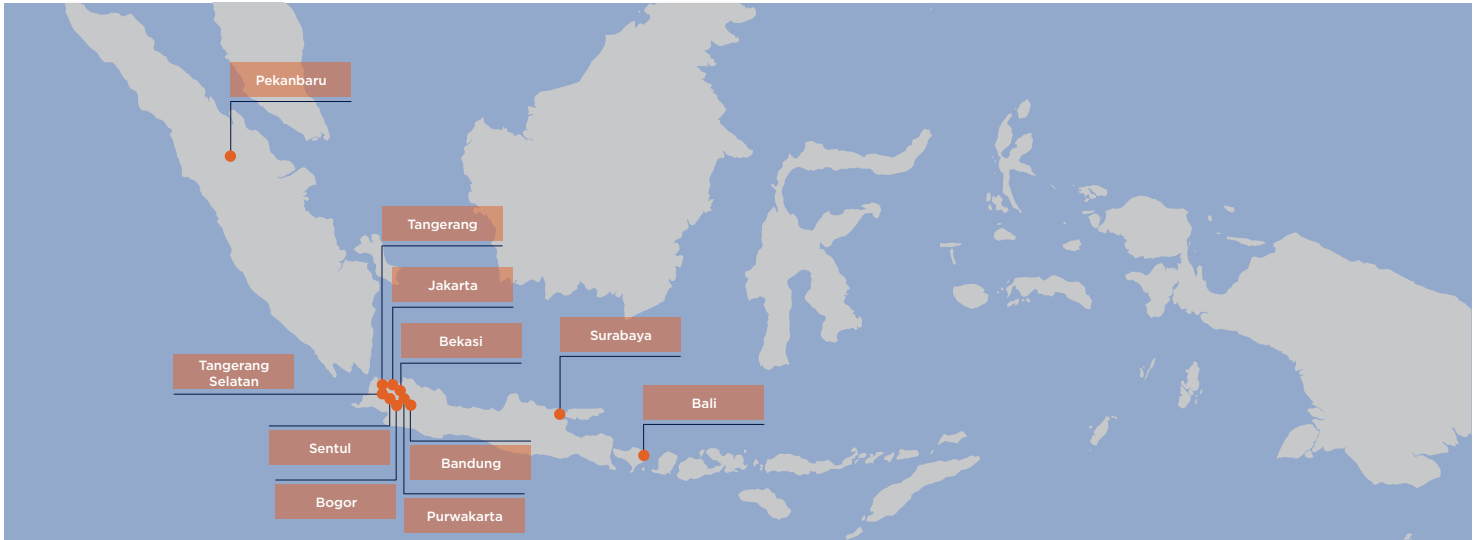 Pekanbaru
Tangerang
Jakarta
Bekasi
Surabaya
Tangerang
Selatan
Bali
Sentul
Bandung
Bogor
Purwakarta